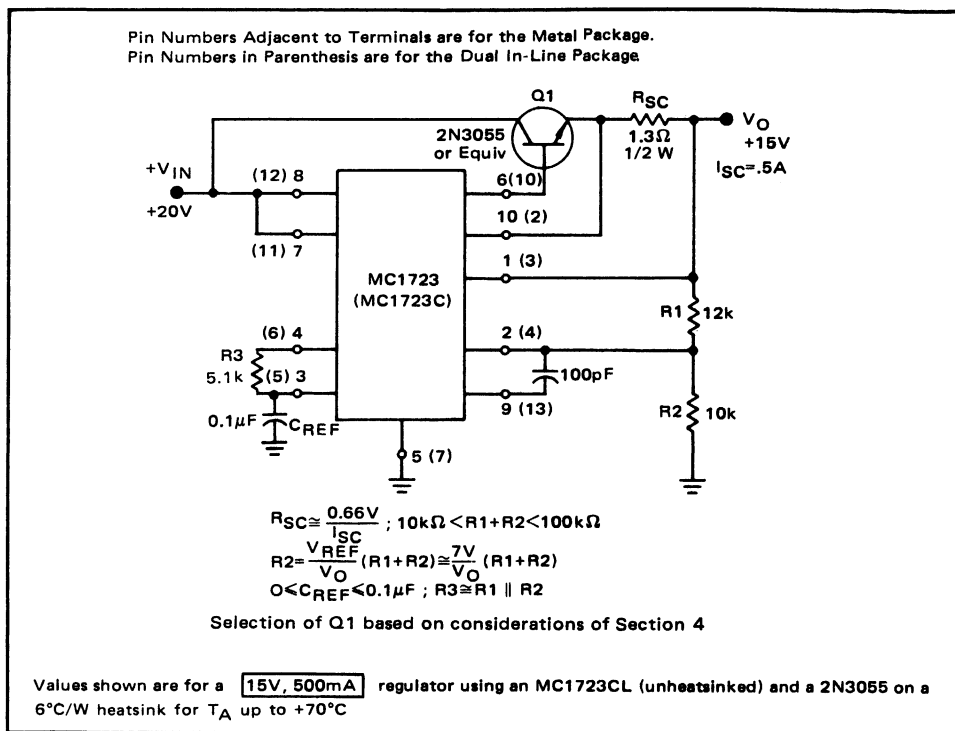 Pin Numbers Adjacent to Terminals are for the Metal Package.
Pin Numbers in Parenthesis are for the Dual In-Line Package
Q1
2N3055
or Equiv
RSC
1.3Ω
1/2 W
VO
+15V
ISC=.5A
+VIN
+20V
(12) 8
(11) 7
6(10)
10 (2)
1 (3)
MC1723
(MC1723C)
R1
12k
(6) 4
2 (4)
R3
5.1k
(5) 3
100pF
9 (13)
R2
10k
0.1μF
CREF
5 (7)
RSC≅0.66V/ISC ; 10kΩ<R1+R2<100kΩ
R2=VREF/VO (R1+R2)≅7V/VO (R1+R2)
O⩽CREF⩽0.1μF ; R3≅R1 || R2
Selection of Q1 based on considerations of Section 4
Values shown are for a 15V, 500mA regulator using an MC1723CL (unheatsinked) and a 2N3055 on a
6°C/W heatsink for TA up to +70°C